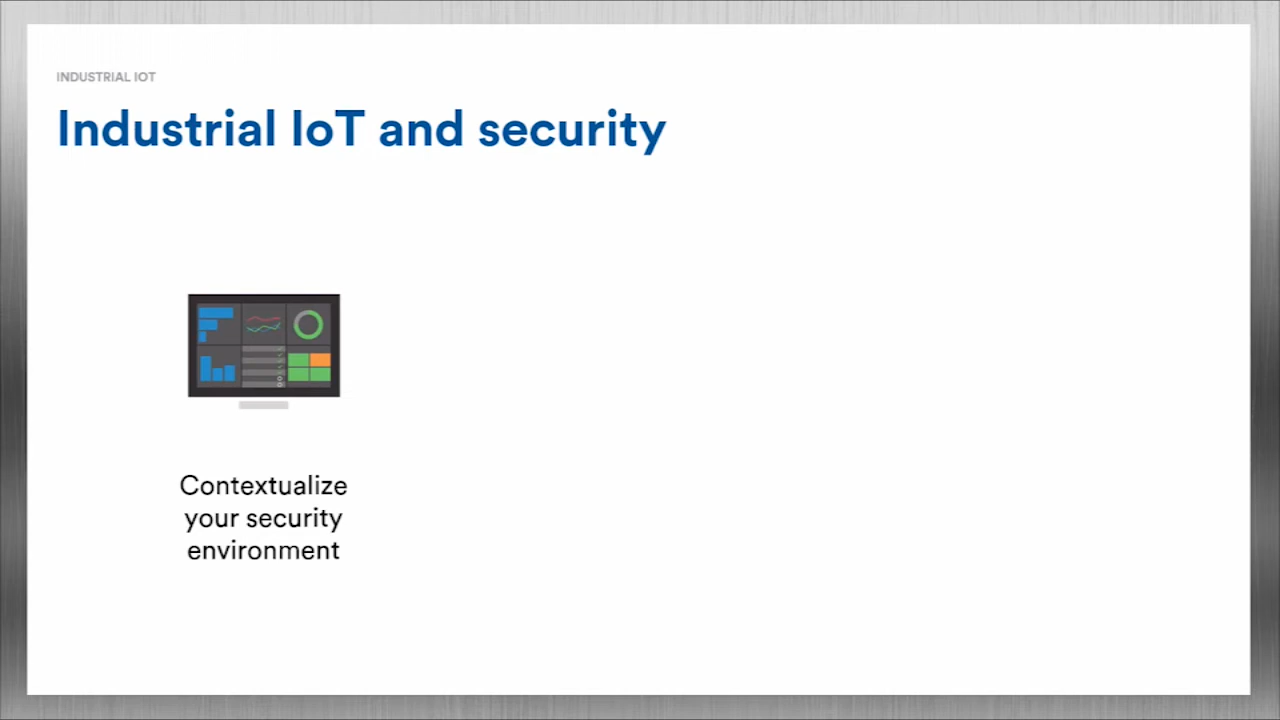 INDUSTRIAL IOT
Industrial IoT and security
Contextualize
your security
environment